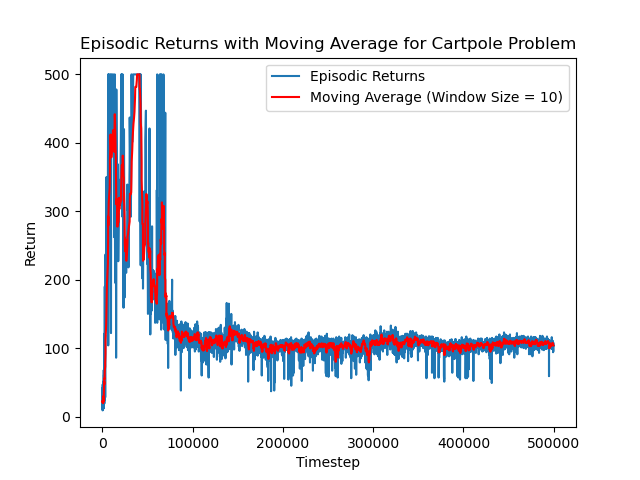 Episodic Returns with Moving Average for Cartpole Problem
Episodic Returns
Moving Average (Window Size = 10)
500
400
300
200
100
0
Return
0 100000 200000 300000 400000 500000
Timestep